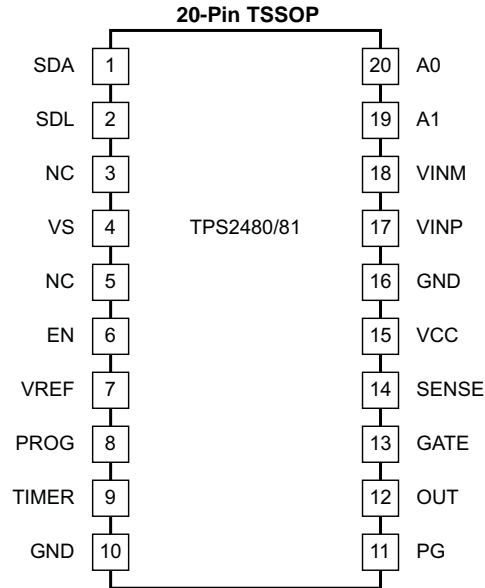 20-Pin TSSOP
SDA 1 20 A0
SDL 2 19 A1
NC 3 18 VINM
VS 4 TPS2480/81 17 VINP
NC 5 16 GND
EN 6 15 VCC
VREF 7 14 SENSE
PROG 8 13 GATE
TIMER 9 12 OUT
GND 10 11 PG